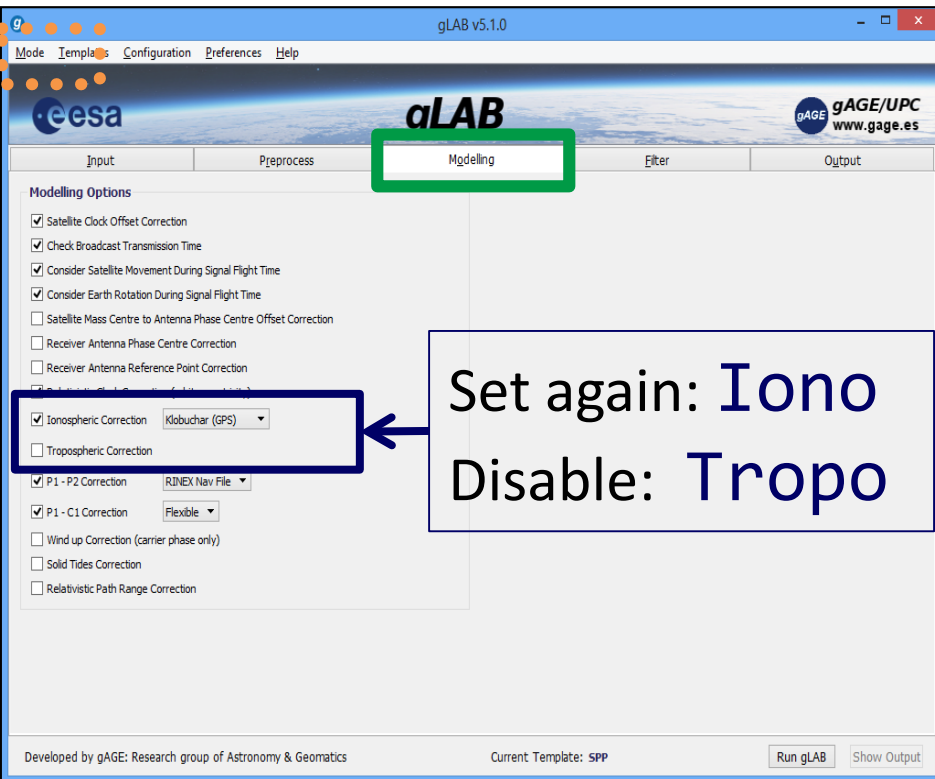 gLAB v5.1.0
Mode Templates Configuration Preferences Help
esa
gLAB
gAGE
gAGE/UPC
www.gage.es
Input Preprocess Modelling Filter Output
Modelling Options
Satellite Clock Offset Correction
Check Broadcast Transmission Time
Consider Satellite Movement During Signal Flight Time
Consider Earth Rotation During Signal Flight Time
Satellite Mass Centre to Antenna Phase Centre Offset Correction
Receiver Antenna Phase Centre Correction
Receiver Antenna Reference Point Correction
Ionospheric Correction Klobuchar (GPS)
Tropospheric Correction
P1 - P2 Correction RINEX Nav File
P1 - C1 Correction Flexible
Wind up Correction (carrier phase only)
Solid Tides Correction
Relativistic Path Range Correction
Set again: Iono
Disable: Tropo
Developed by gAGE: Research group of Astronomy & Geomatics Current Template: SPP Run gLAB Show Output